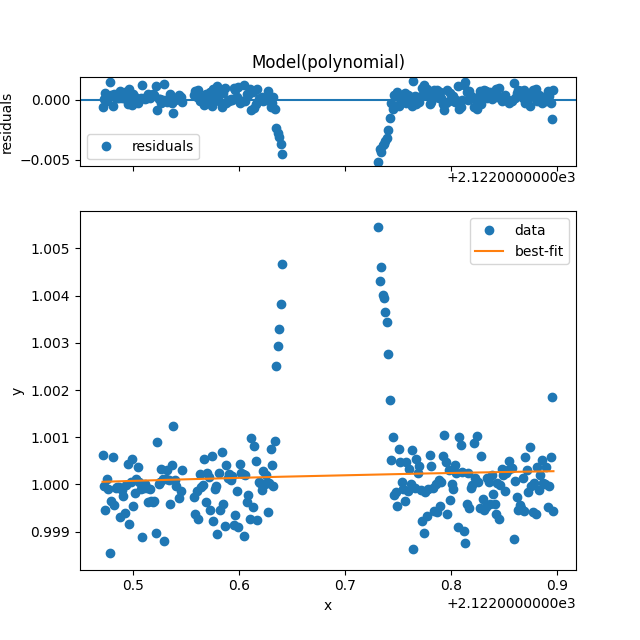 Model(polynomial)
residuals
0.000
−0.005
residuals
+2.1220000000e3
y
1.005
1.004
1.003
1.002
1.001
1.000
0.999
data
best-fit
0.5 0.6 0.7 0.8 0.9
x
+2.1220000000e3